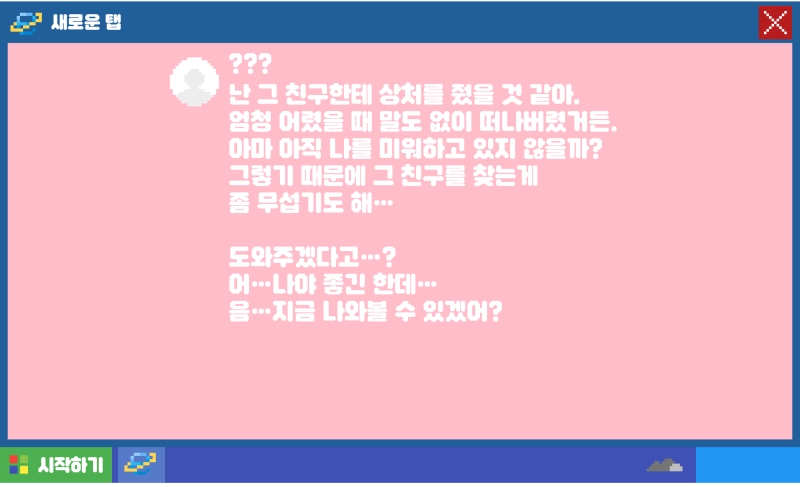 새로운 탭
???
난 그 친구한테 상처를 줬을 것 같아.
엄청 어렸을 때 말도 없이 떠나버렸거든.
아마 아직 나를 미워하고 있지 않을까?
그렇기 때문에 그 친구를 찾는게
좀 무섭기도 해…
도와주겠다고…?
어…나야 좋긴 한데…
음…지금 나와볼 수 있겠어?
시작하기